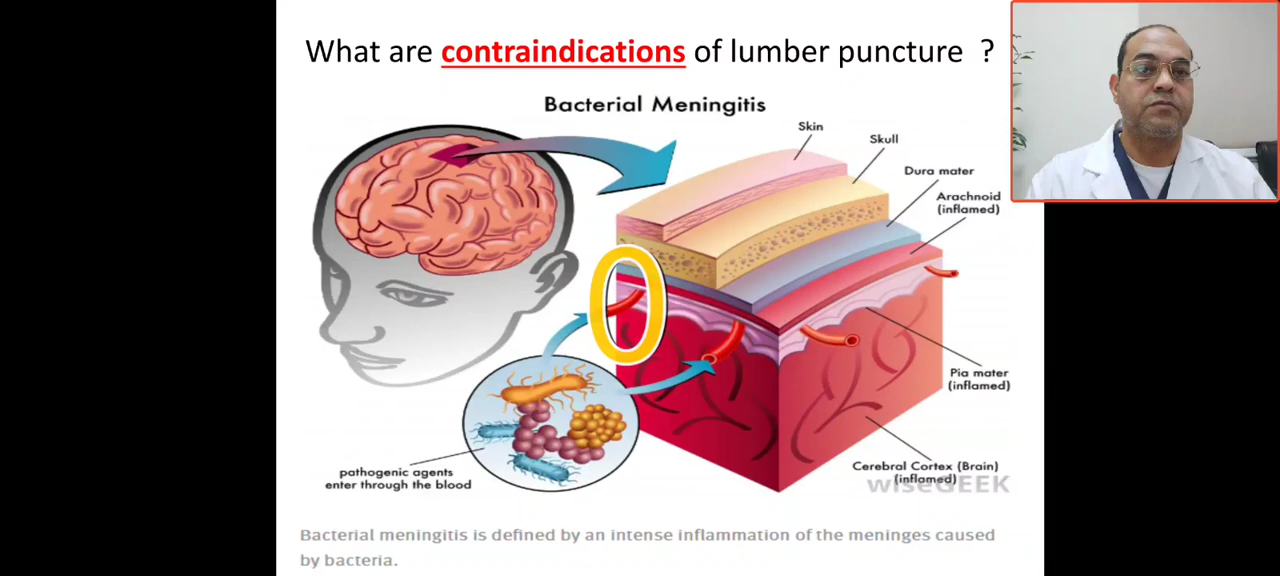 What are contraindications of lumber puncture ?
Bacterial Meningitis
Skin
Skull
Dura mater
Arachnoid
(inflamed)
0
Pia mater
(inflamed)
Cerebral Cortex (Brain)
(inflamed)
wiseGEEK
pathogenic agents
enter through the blood
Bacterial meningitis is defined by an intense inflammation of the meninges caused
by bacteria.